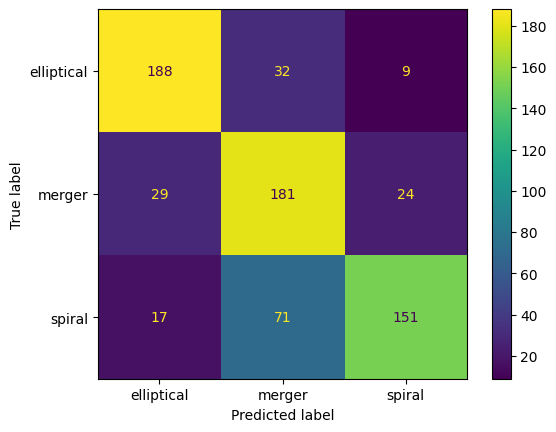 elliptical 188 32 9
merger 29 181 24
spiral 17 71 151
elliptical merger spiral
Predicted label
True label
180
160
140
120
100
80
60
40
20